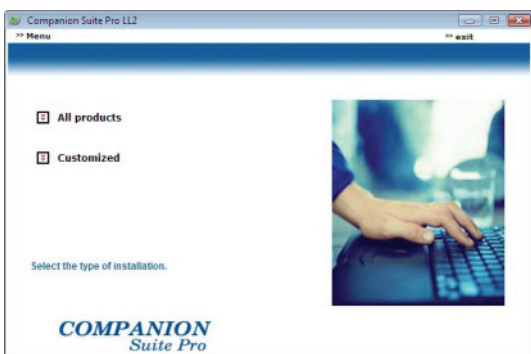 Companion Suite Pro LL2
>> Menu >> exit
All products
Customized
Select the type of installation.
COMPANION
Suite Pro